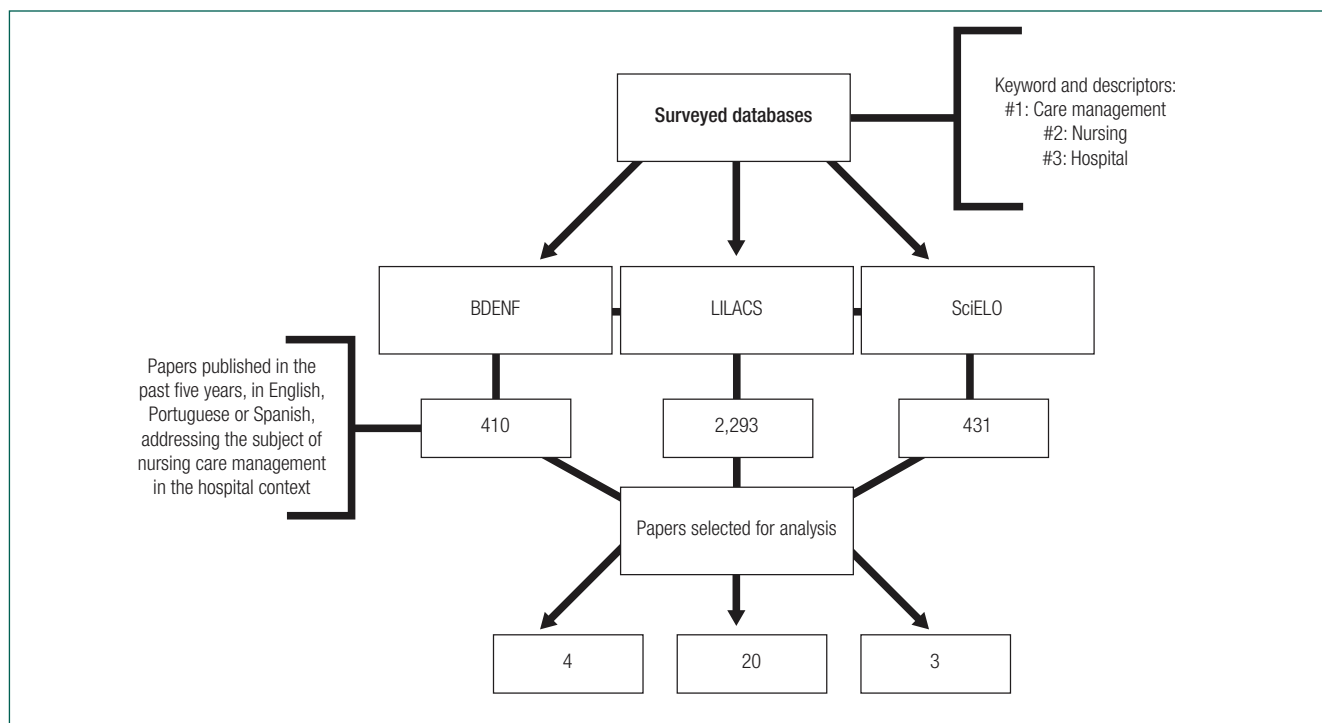 Surveyed databases
Keyword and descriptors:
#1: Care management
#2: Nursing
#3: Hospital
BDENF
LILACS
SciELO
Papers published in the
past five years, in English,
Portuguese or Spanish,
addressing the subject of
nursing care management
in the hospital context
410
2,293
431
Papers selected for analysis
4
20
3